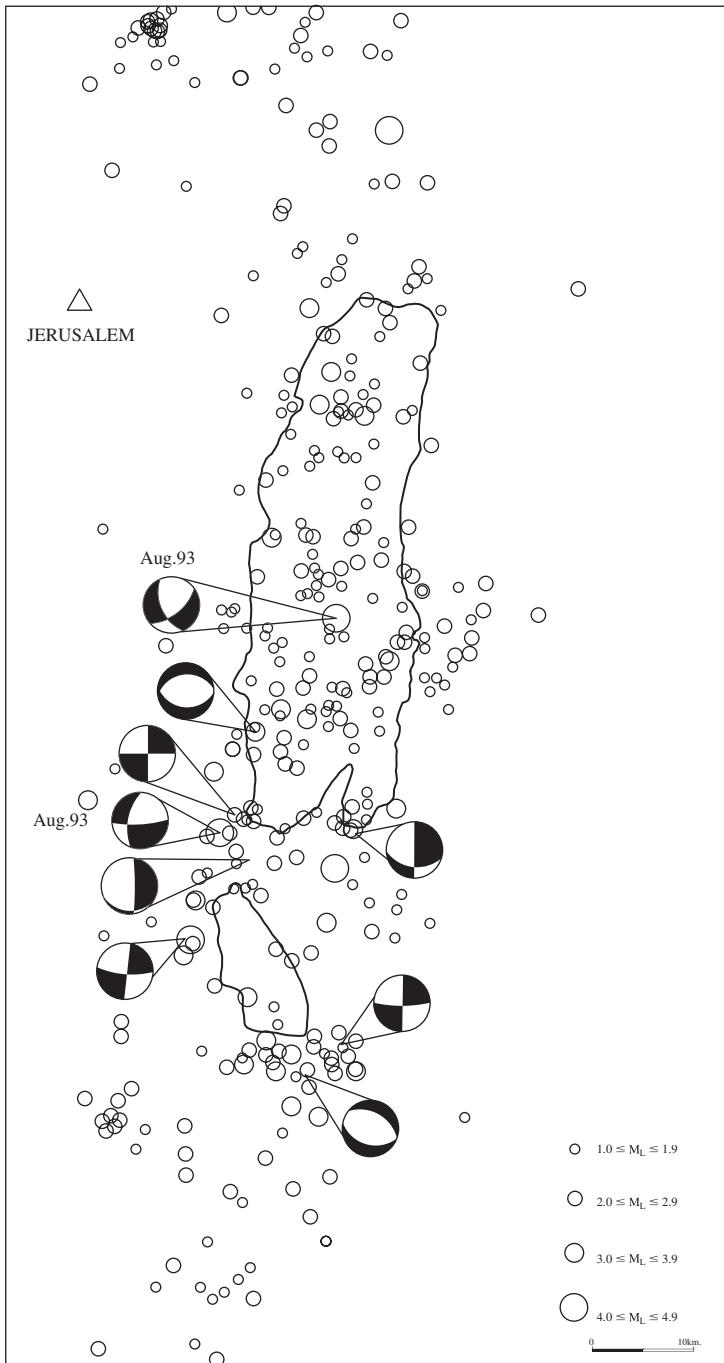 JERUSALEM
Aug.93
Aug.93
1.0 ≤ M_L ≤ 1.9
2.0 ≤ M_L ≤ 2.9
3.0 ≤ M_L ≤ 3.9
4.0 ≤ M_L ≤ 4.9
0 10km.